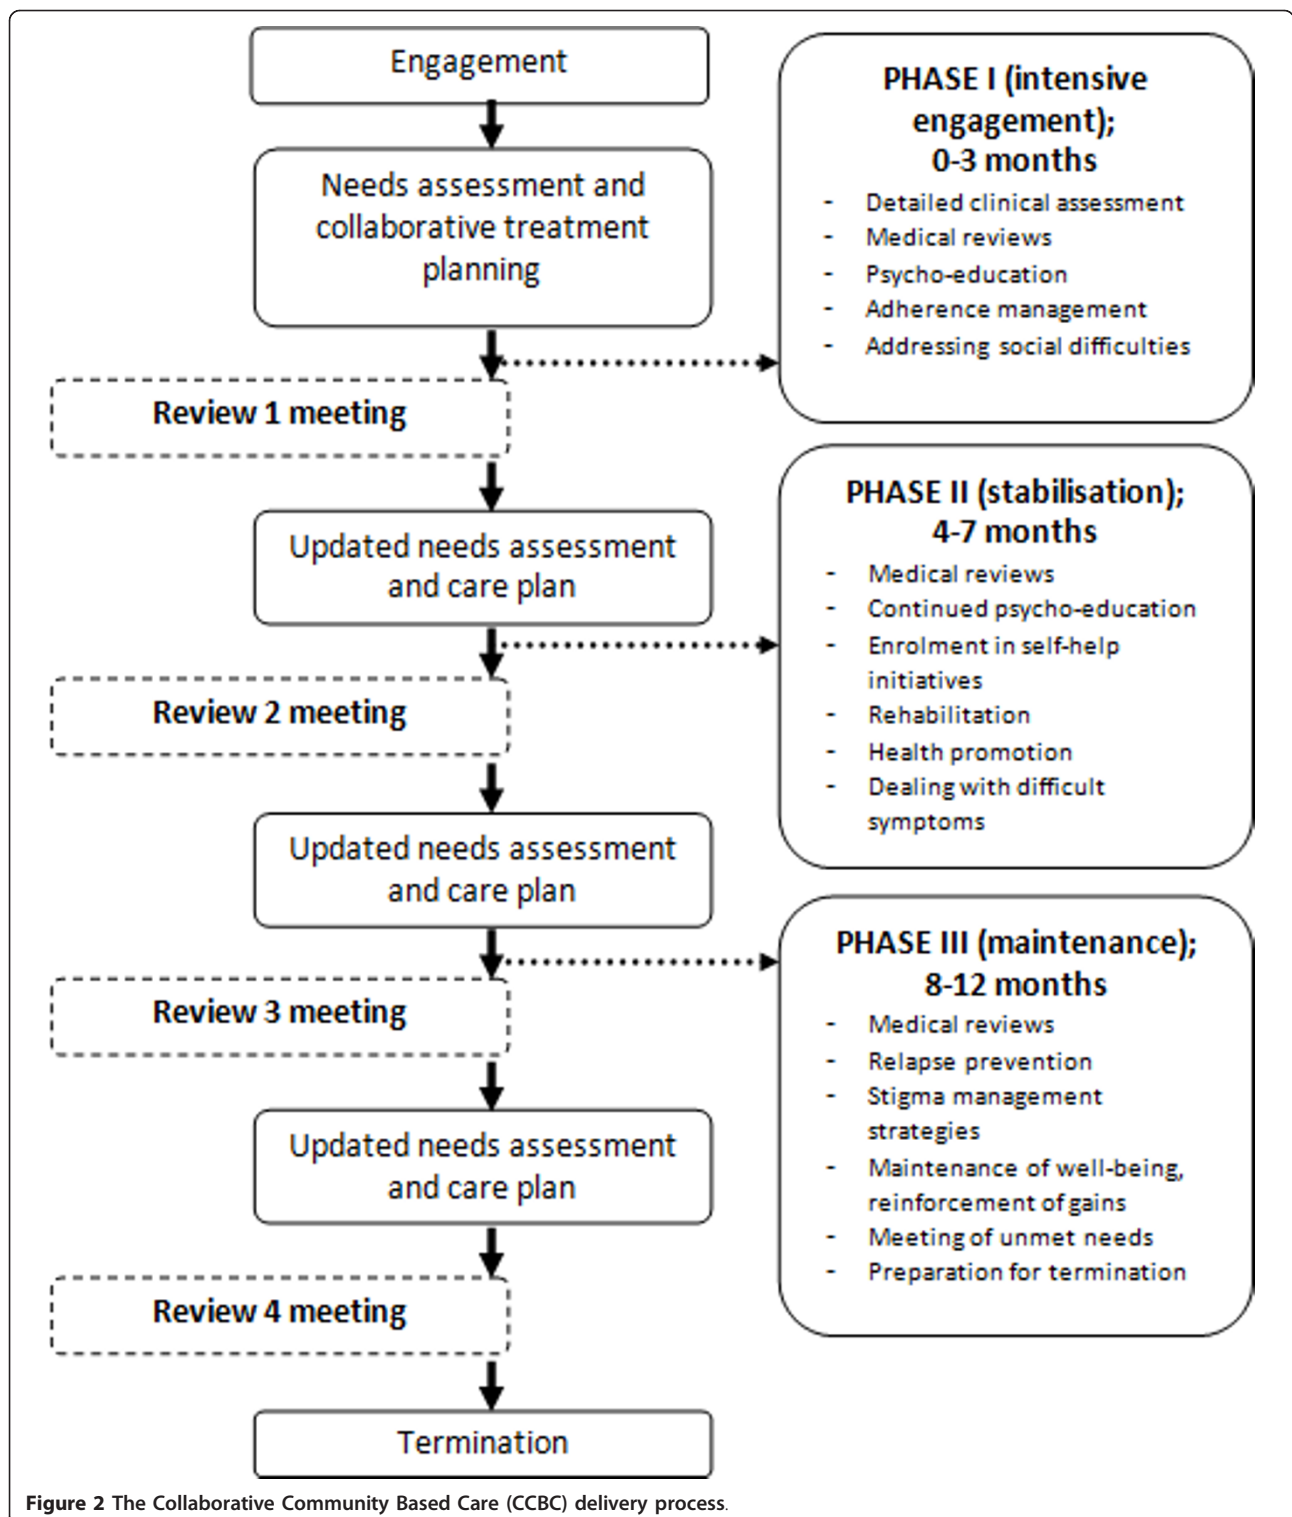 Engagement
Needs assessment and
collaborative treatment
planning
Review 1 meeting
Updated needs assessment
and care plan
Review 2 meeting
Updated needs assessment
and care plan
Review 3 meeting
Updated needs assessment
and care plan
Review 4 meeting
Termination
PHASE I (intensive
engagement);
0-3 months
- Detailed clinical assessment
- Medical reviews
- Psycho-education
- Adherence management
- Addressing social difficulties
PHASE II (stabilisation);
4-7 months
- Medical reviews
- Continued psycho-education
- Enrolment in self-help
initiatives
- Rehabilitation
- Health promotion
- Dealing with difficult
symptoms
PHASE III (maintenance);
8-12 months
- Medical reviews
- Relapse prevention
- Stigma management
strategies
- Maintenance of well-being,
reinforcement of gains
- Meeting of unmet needs
- Preparation for termination
Figure 2 The Collaborative Community Based Care (CCBC) delivery process.